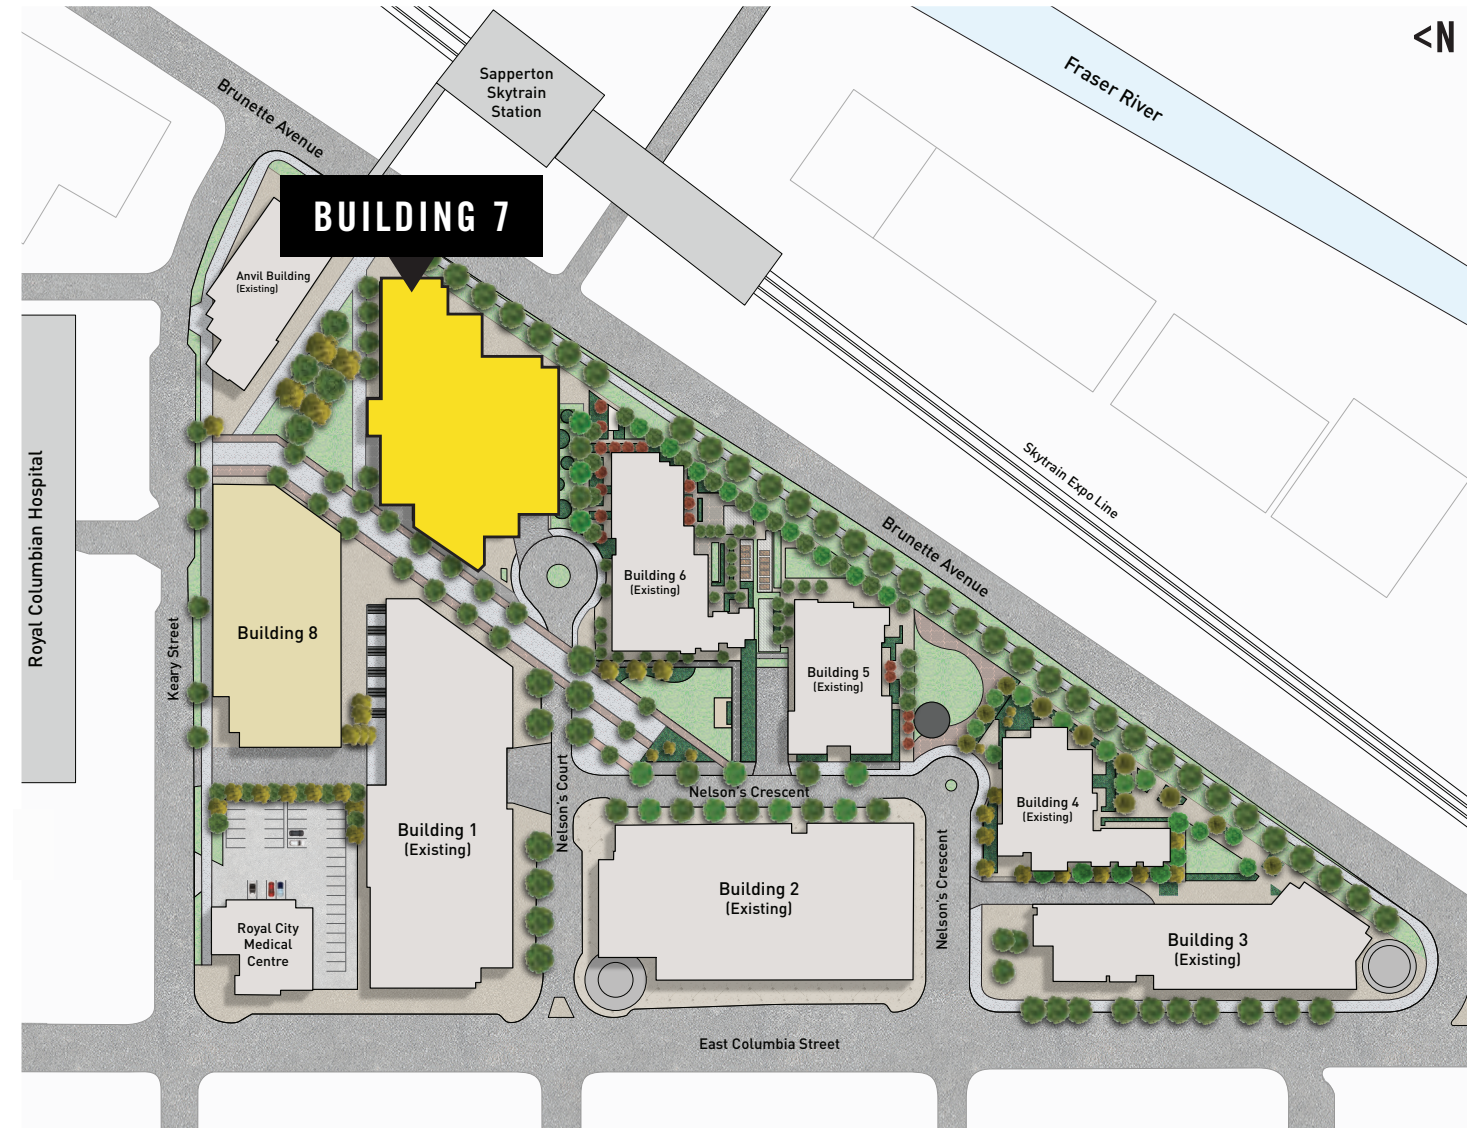 <N
Sapperton
Skytrain
Station
Fraser River
Brunette Avenue
BUILDING 7
Anvil Building
(Existing)
Royal Columbian Hospital
Skytrain Expo Line
Brunette Avenue
Building 6
(Existing)
Keary Street
Building 8
Building 5
(Existing)
Nelson's Court
Nelson's Crescent
Building 4
(Existing)
Building 1
(Existing)
Building 2
(Existing)
Nelson's Crescent
Royal City
Medical
Centre
Building 3
(Existing)
East Columbia Street